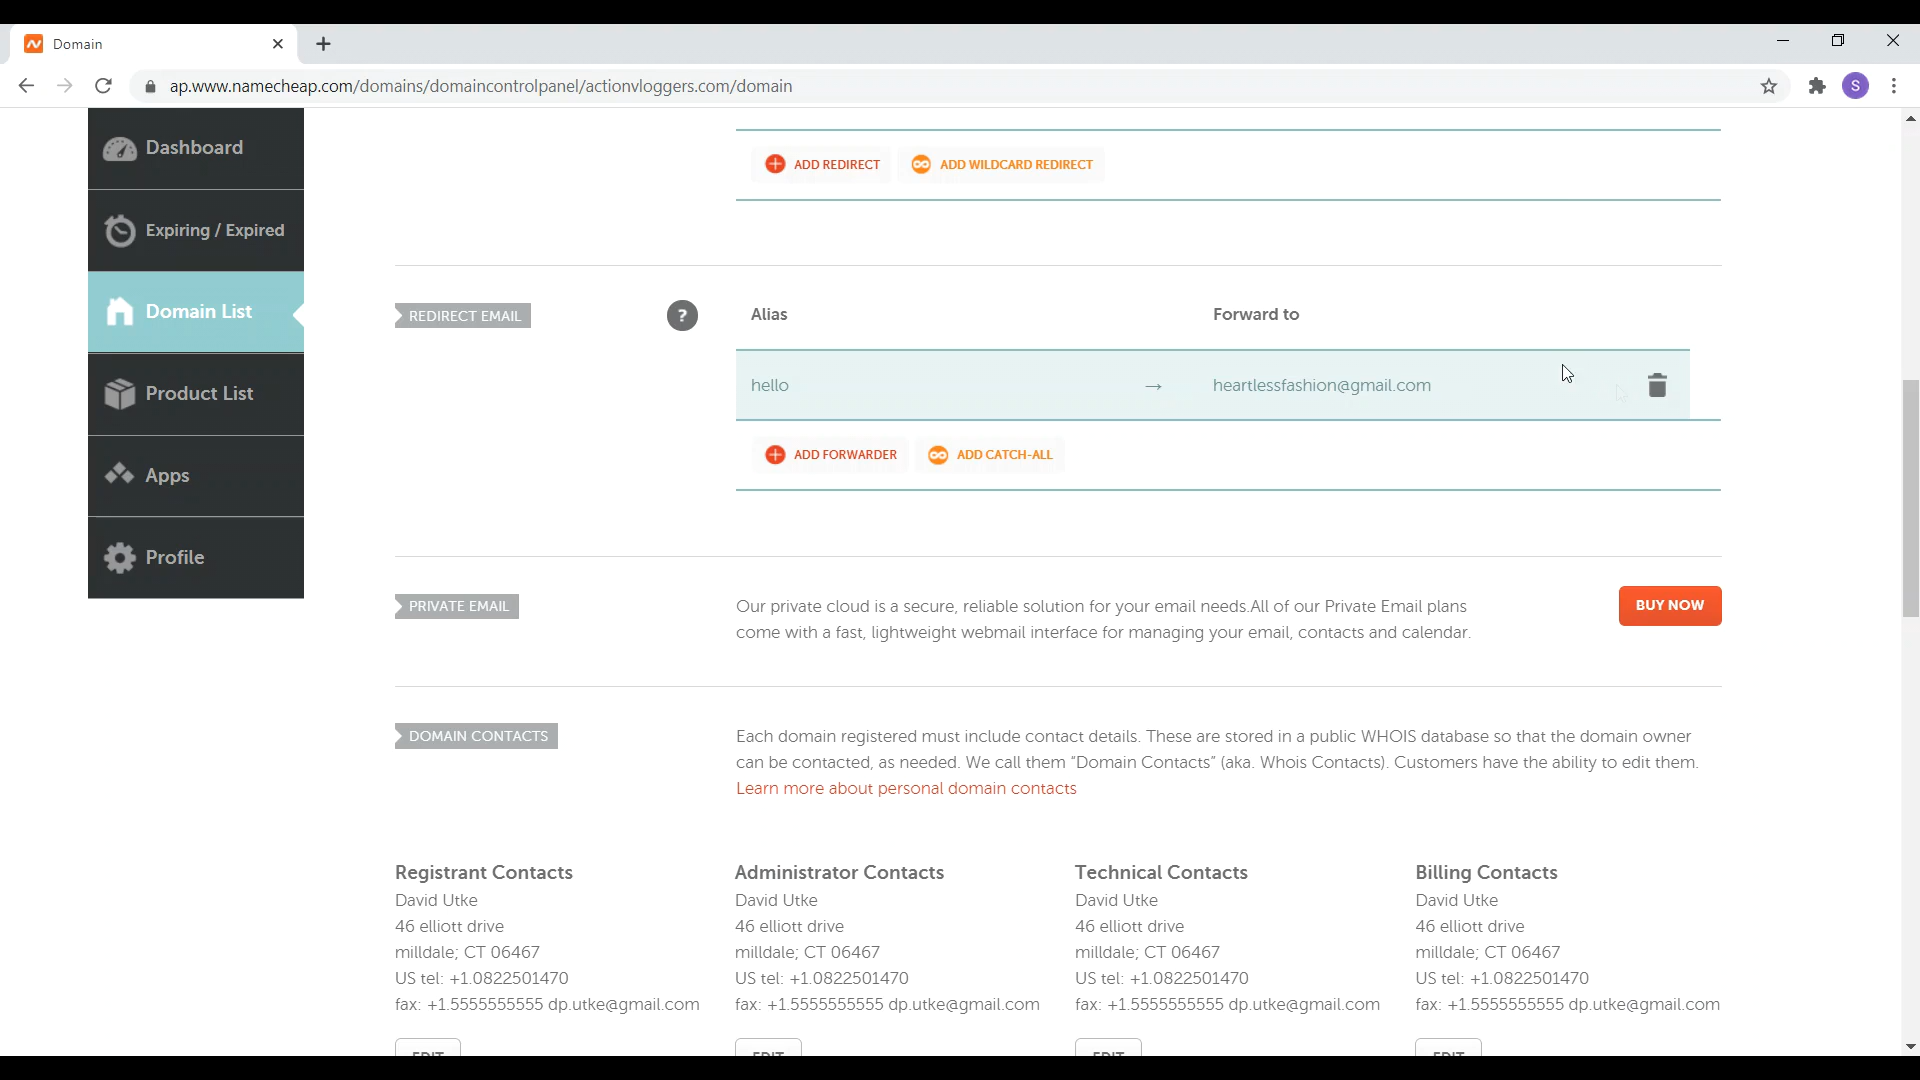 Domain
ap.www.namecheap.com/domains/domaincontrolpanel/actionvloggers.com/domain
S
Dashboard
Expiring / Expired
Domain List
Product List
Apps
Profile
ADD REDIRECT ADD WILDCARD REDIRECT
REDIRECT EMAIL ? Alias Forward to
hello → heartlessfashion@gmail.com
ADD FORWARDER ADD CATCH-ALL
PRIVATE EMAIL
Our private cloud is a secure, reliable solution for your email needs.All of our Private Email plans
come with a fast, lightweight webmail interface for managing your email, contacts and calendar.
BUY NOW
DOMAIN CONTACTS
Each domain registered must include contact details. These are stored in a public WHOIS database so that the domain owner
can be contacted, as needed. We call them "Domain Contacts" (aka. Whois Contacts). Customers have the ability to edit them.
Learn more about personal domain contacts
Registrant Contacts
David Utke
46 elliott drive
milldale; CT 06467
US tel: +1.0822501470
fax: +1.5555555555 dp.utke@gmail.com
EDIT
Administrator Contacts
David Utke
46 elliott drive
milldale; CT 06467
US tel: +1.0822501470
fax: +1.5555555555 dp.utke@gmail.com
EDIT
Technical Contacts
David Utke
46 elliott drive
milldale; CT 06467
US tel: +1.0822501470
fax: +1.5555555555 dp.utke@gmail.com
EDIT
Billing Contacts
David Utke
46 elliott drive
milldale; CT 06467
US tel: +1.0822501470
fax: +1.5555555555 dp.utke@gmail.com
EDIT